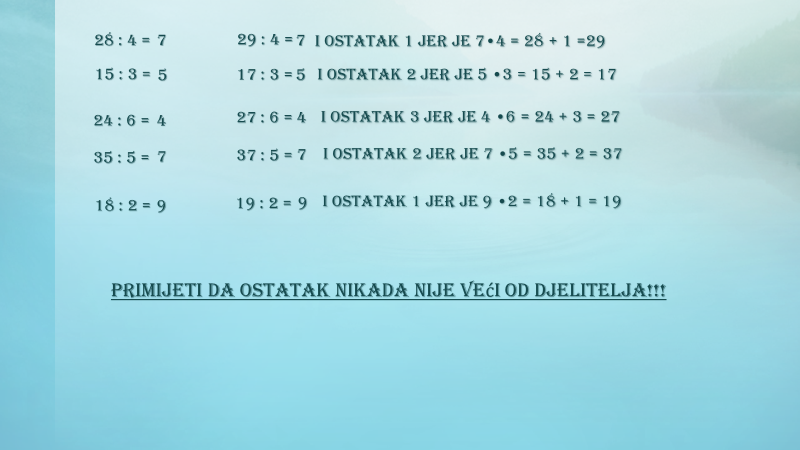 28 : 4 = 7 29 : 4 = 7 I OSTATAK 1 JER JE 7•4 = 28 + 1 =29
15 : 3 = 5 17 : 3 = 5 I OSTATAK 2 JER JE 5 •3 = 15 + 2 = 17
24 : 6 = 4 27 : 6 = 4 I OSTATAK 3 JER JE 4 •6 = 24 + 3 = 27
35 : 5 = 7 37 : 5 = 7 I OSTATAK 2 JER JE 7 •5 = 35 + 2 = 37
18 : 2 = 9 19 : 2 = 9 I OSTATAK 1 JER JE 9 •2 = 18 + 1 = 19
PRIMIJETI DA OSTATAK NIKADA NIJE VEćI OD DJELITELJA!!!